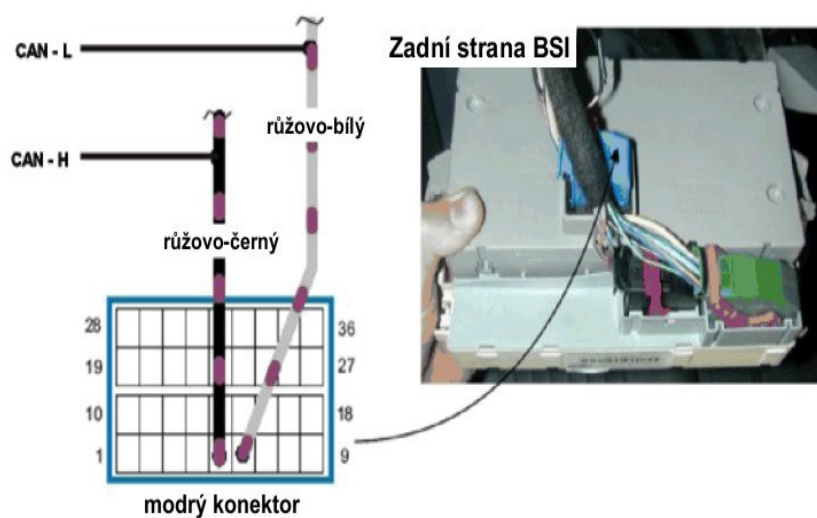 CAN - L
Zadní strana BSI
růžovo-bílý
CAN - H
růžovo-černý
28
36
19
27
10
18
1
9
modrý konektor